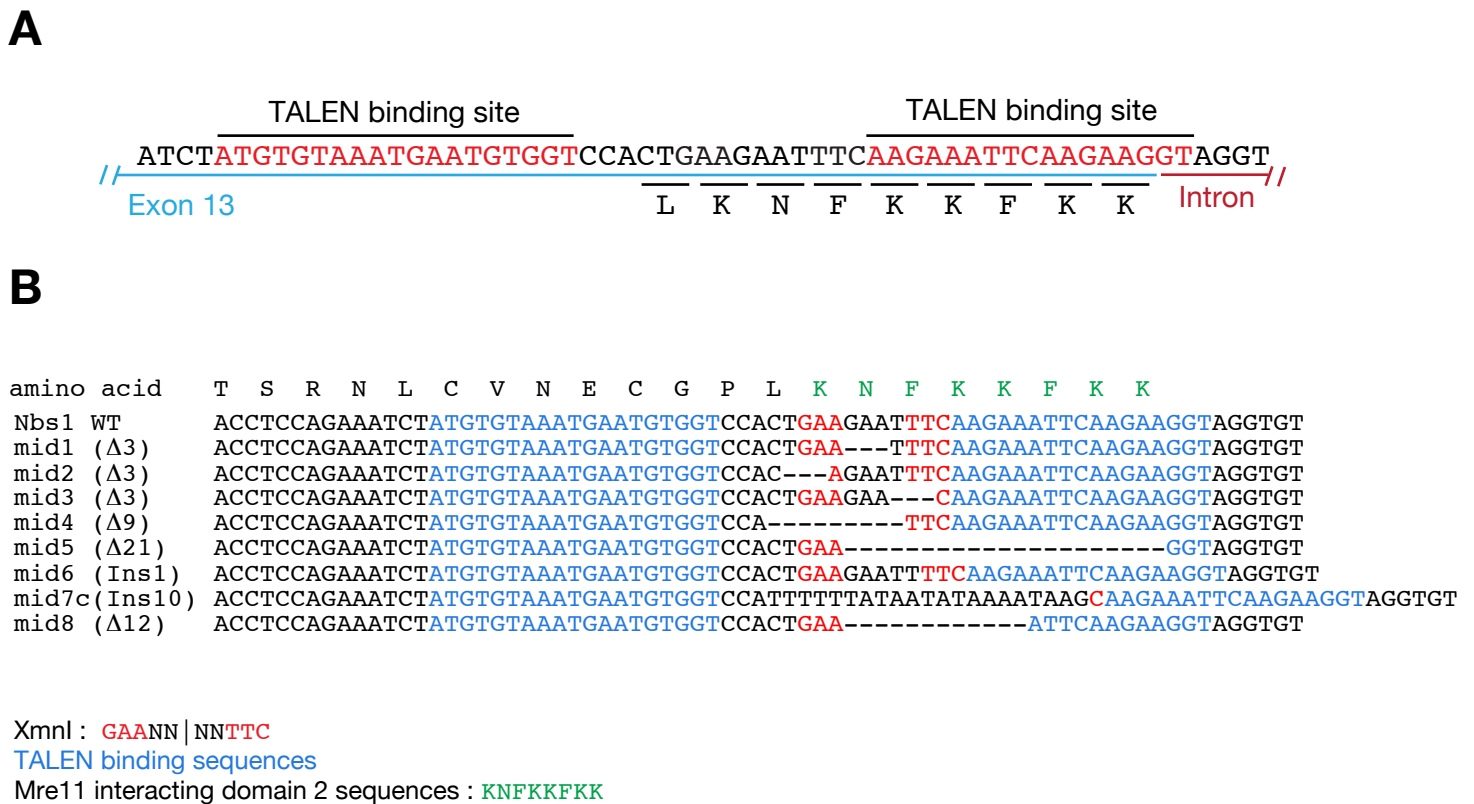 A
TALEN binding site TALEN binding site
ATCTATGTGTAAATGAATGTGGTCCACTGAAGAATTTCAAGAAATTCAAGAAGGTAGGT
// //
Exon 13 Intron
L K N F K K F K K
B
amino acid T S R N L C V N E C G P L K N F K K F K K
Nbs1 WT ACCTCCAGAAATCTATGTGTAAATGAATGTGGTCCACTGAAGAATTTCAAGAAATTCAAGAAGGTAGGTGT
mid1 (Δ3) ACCTCCAGAAATCTATGTGTAAATGAATGTGGTCCACTGAA---TTTCAAGAAATTCAAGAAGGTAGGTGT
mid2 (Δ3) ACCTCCAGAAATCTATGTGTAAATGAATGTGGTCCAC---AGAATTTCAAGAAATTCAAGAAGGTAGGTGT
mid3 (Δ3) ACCTCCAGAAATCTATGTGTAAATGAATGTGGTCCACTGAAGAA---CAAGAAATTCAAGAAGGTAGGTGT
mid4 (Δ9) ACCTCCAGAAATCTATGTGTAAATGAATGTGGTCCA---------TTCAAGAAATTCAAGAAGGTAGGTGT
mid5 (Δ21) ACCTCCAGAAATCTATGTGTAAATGAATGTGGTCCACTGAA---------------------GGTAGGTGT
mid6 (Ins1) ACCTCCAGAAATCTATGTGTAAATGAATGTGGTCCACTGAAGAATTTTCAAGAAATTCAAGAAGGTAGGTGT
mid7c(Ins10) ACCTCCAGAAATCTATGTGTAAATGAATGTGGTCCATTTTTTATAATATAAAATAAGCAAGAAATTCAAGAAGGTAGGTGT
mid8 (Δ12) ACCTCCAGAAATCTATGTGTAAATGAATGTGGTCCACTGAA------------ATTCAAGAAGGTAGGTGT
XmnI : GAANN|NNTTC
TALEN binding sequences
Mre11 interacting domain 2 sequences : KNFKKFKK